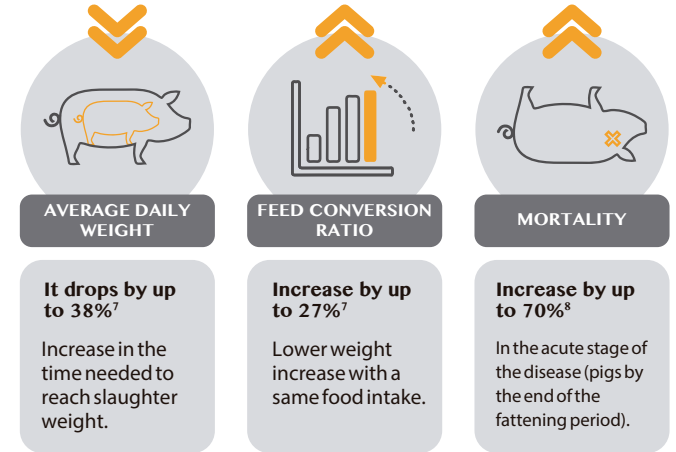 AVERAGE DAILY
WEIGHT
It drops by up
to 38%⁷
Increase in the
time needed to
reach slaughter
weight.
FEED CONVERSION
RATIO
Increase by up
to 27%⁷
Lower weight
increase with a
same food intake.
MORTALITY
Increase by up
to 70%⁸
In the acute stage of
the disease (pigs by
the end of the
fattening period).